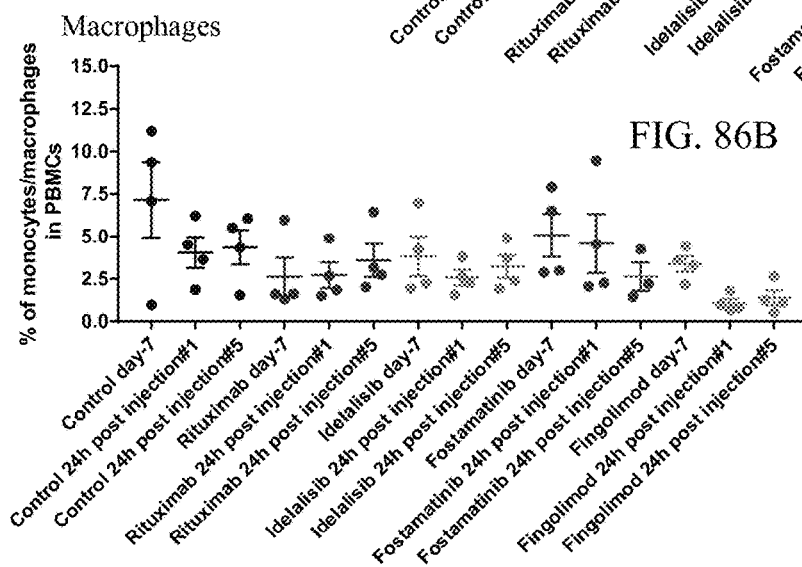 Macrophages
FIG. 86B
% of monocytes/macrophages
in PBMCs
15.0
12.5
10.0
7.5
5.0
2.5
0.0
Control day-7
Control 24h post injection#1
Control 24h post injection#5
Rituximab day-7
Rituximab 24h post injection#1
Rituximab 24h post injection#5
Idelalisib day-7
Idelalisib 24h post injection#1
Idelalisib 24h post injection#5
Fostamatinib day-7
Fostamatinib 24h post injection#1
Fostamatinib 24h post injection#5
Fingolimod day-7
Fingolimod 24h post injection#1
Fingolimod 24h post injection#5